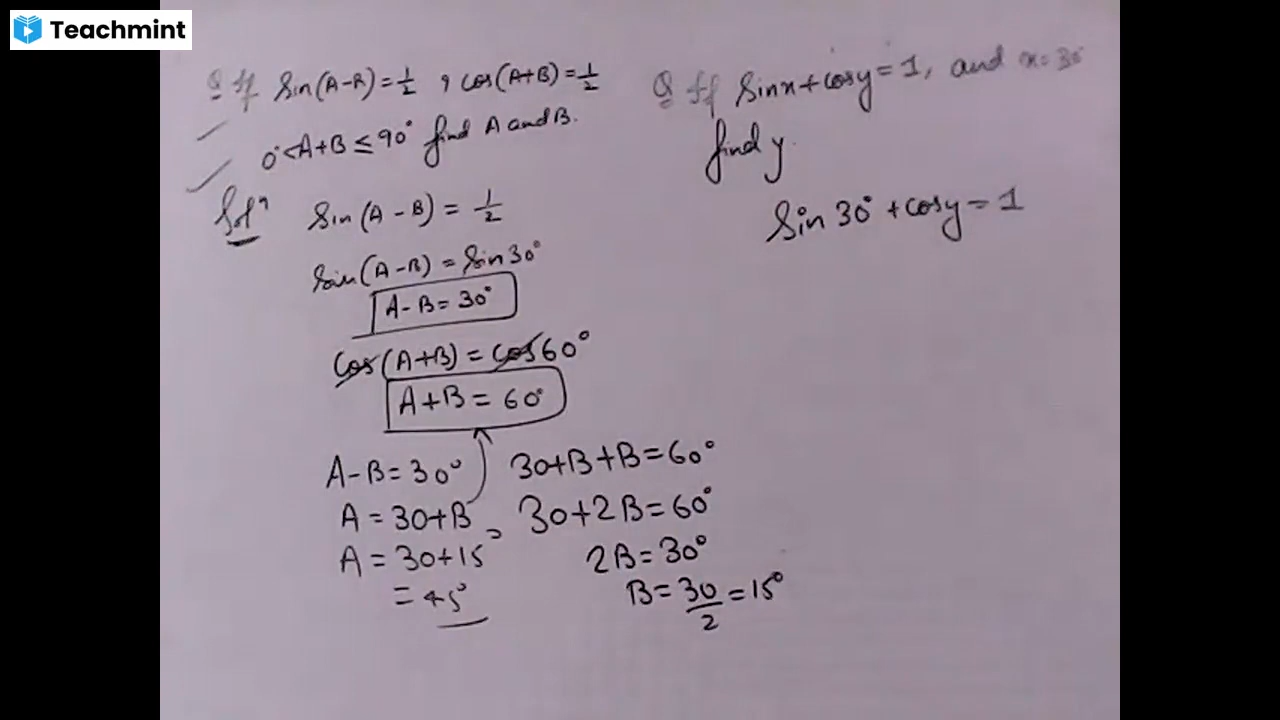 Teachmint
Q If Sin(A-B)=1/2 , cos(A+B)=1/2
0°<A+B≤90° find A and B.
Solⁿ Sin(A-B)=1/2
Sin(A-B)=Sin30°
A-B=30°
cos(A+B)=cos60°
A+B=60°
A-B=30°
A=30+B
A=30+15°
=45°
30+B+B=60°
30+2B=60°
2B=30°
B=30/2=15°
Q If Sinx+cosy=1, and x=30°
find y.
Sin30°+cosy=1